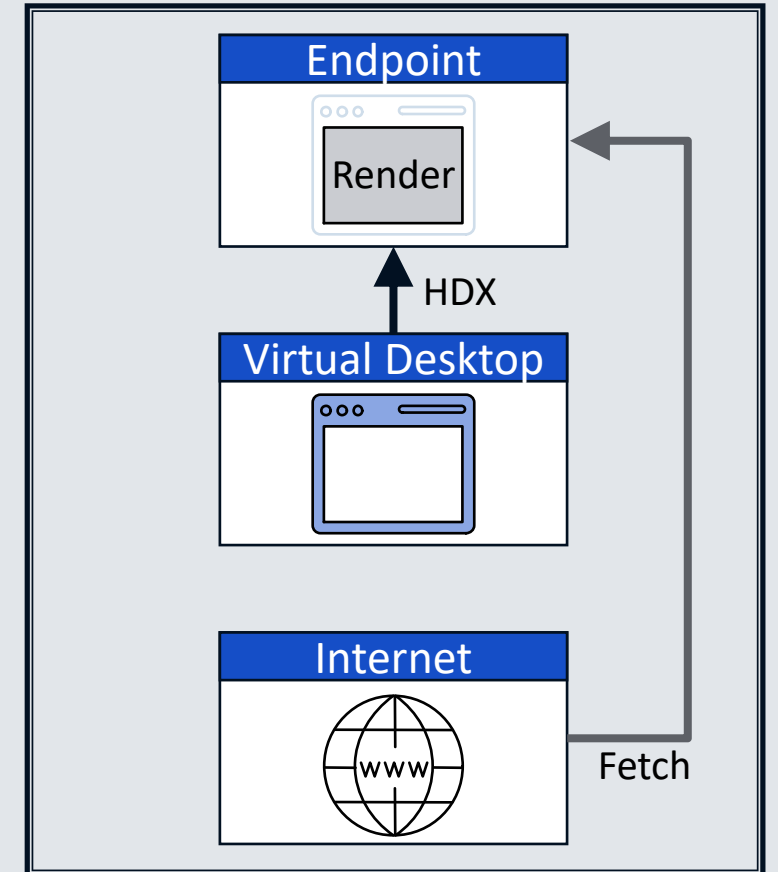 Endpoint
Render
HDX
Virtual Desktop
Internet
www
Fetch